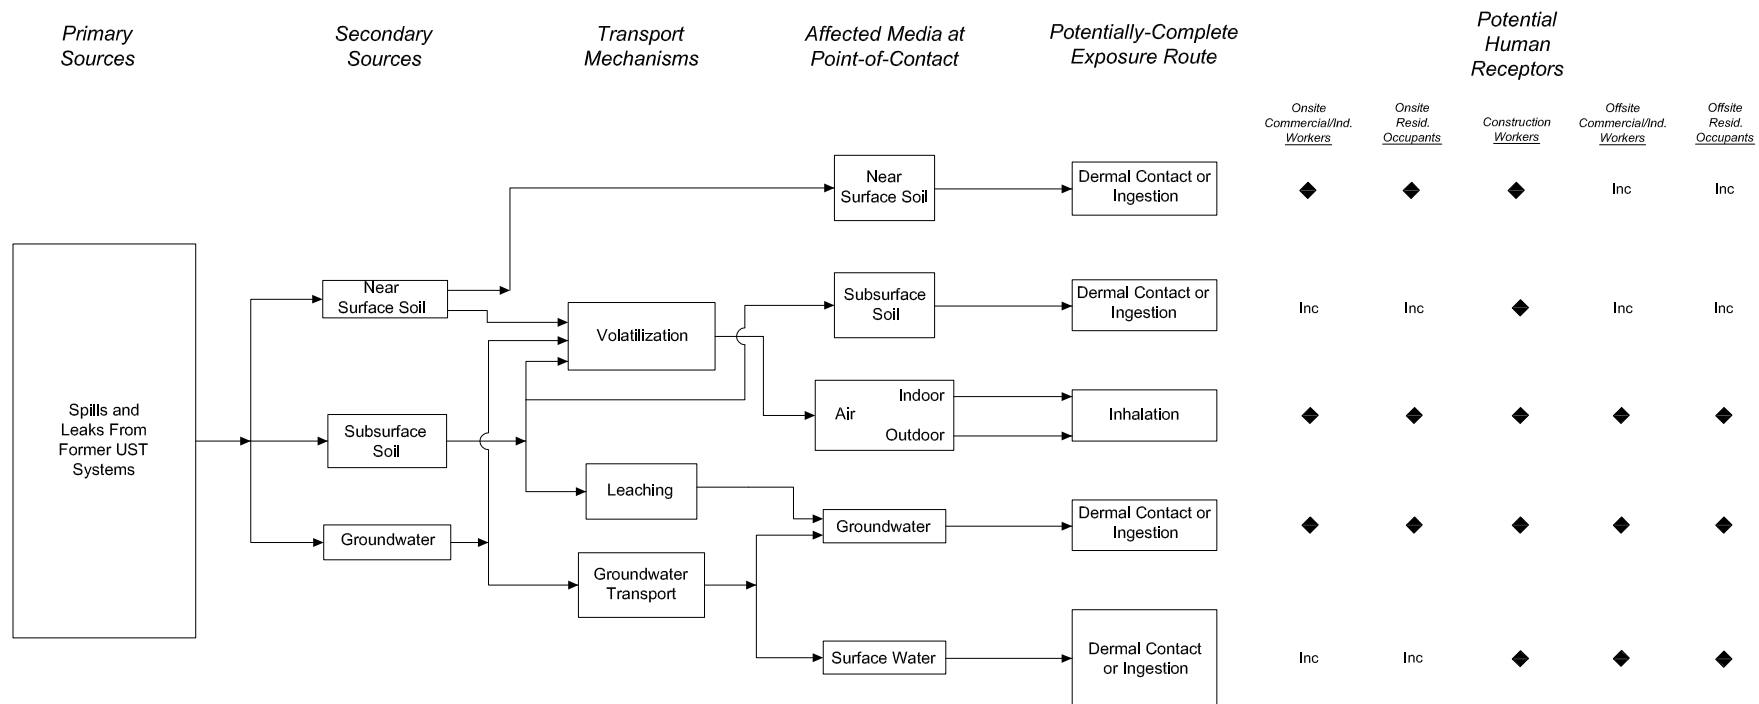 Primary
Sources
Secondary
Sources
Transport
Mechanisms
Affected Media at
Point-of-Contact
Potentially-Complete
Exposure Route
Potential
Human
Receptors
Onsite
Commercial/Ind.
Workers
Onsite
Resid.
Occupants
Construction
Workers
Offsite
Commercial/Ind.
Workers
Offsite
Resid.
Occupants
Near
Surface Soil
Dermal Contact or
Ingestion
Inc
Inc
Near
Surface Soil
Volatilization
Subsurface
Soil
Dermal Contact or
Ingestion
Inc
Inc
Inc
Inc
Spills and
Leaks From
Former UST
Systems
Subsurface
Soil
Air
Indoor
Outdoor
Inhalation
Leaching
Groundwater
Dermal Contact or
Ingestion
Groundwater
Groundwater
Transport
Surface Water
Dermal Contact
or Ingestion
Inc
Inc